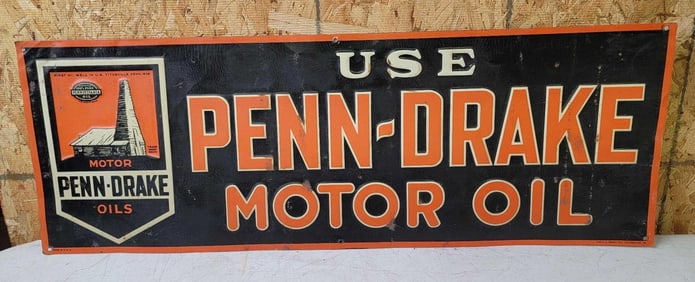 USE
PENN-DRAKE
MOTOR OIL
MOTOR
PENN-DRAKE
OILS